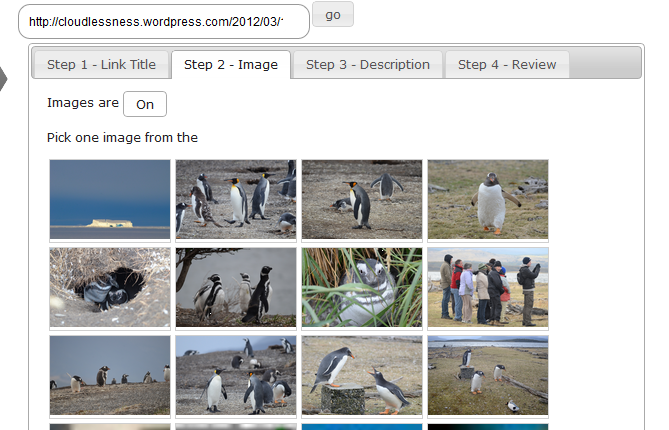 http://cloudlessness.wordpress.com/2012/03/
go
Step 1 - Link Title
Step 2 - Image
Step 3 - Description
Step 4 - Review
Images are On
Pick one image from the